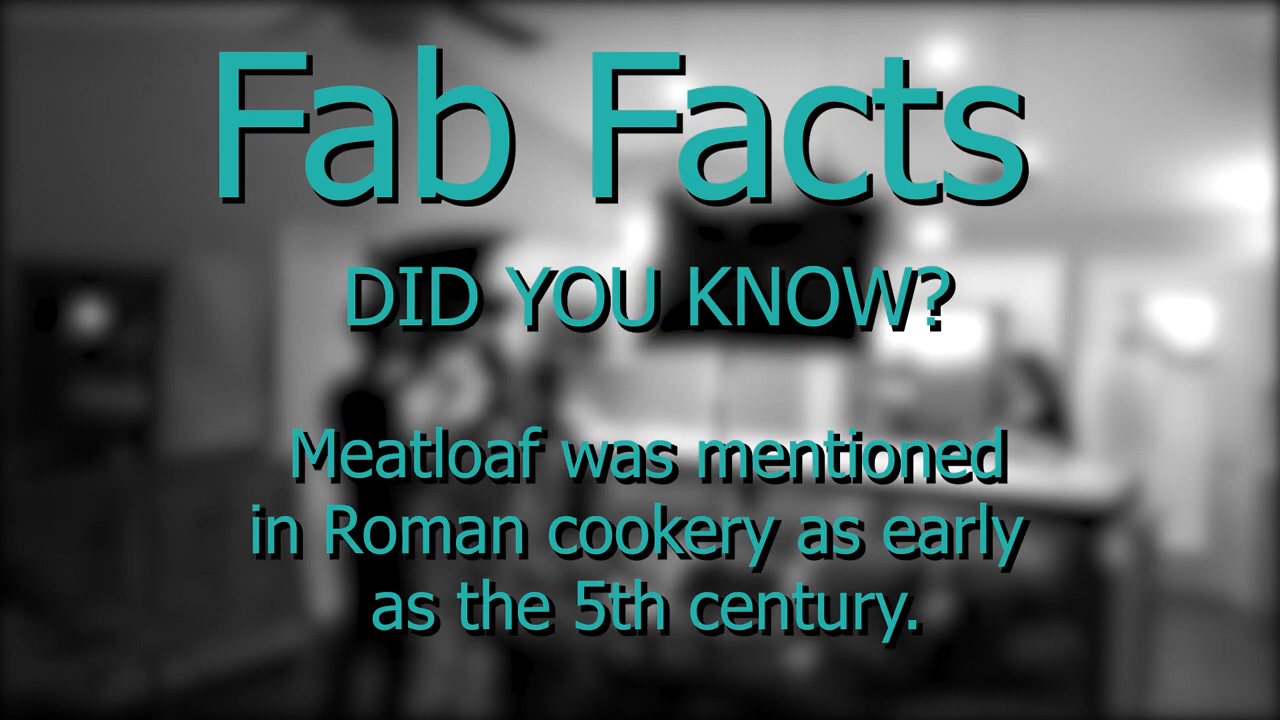 Fab Facts
DID YOU KNOW?
Meatloaf was mentioned
in Roman cookery as early
as the 5th century.